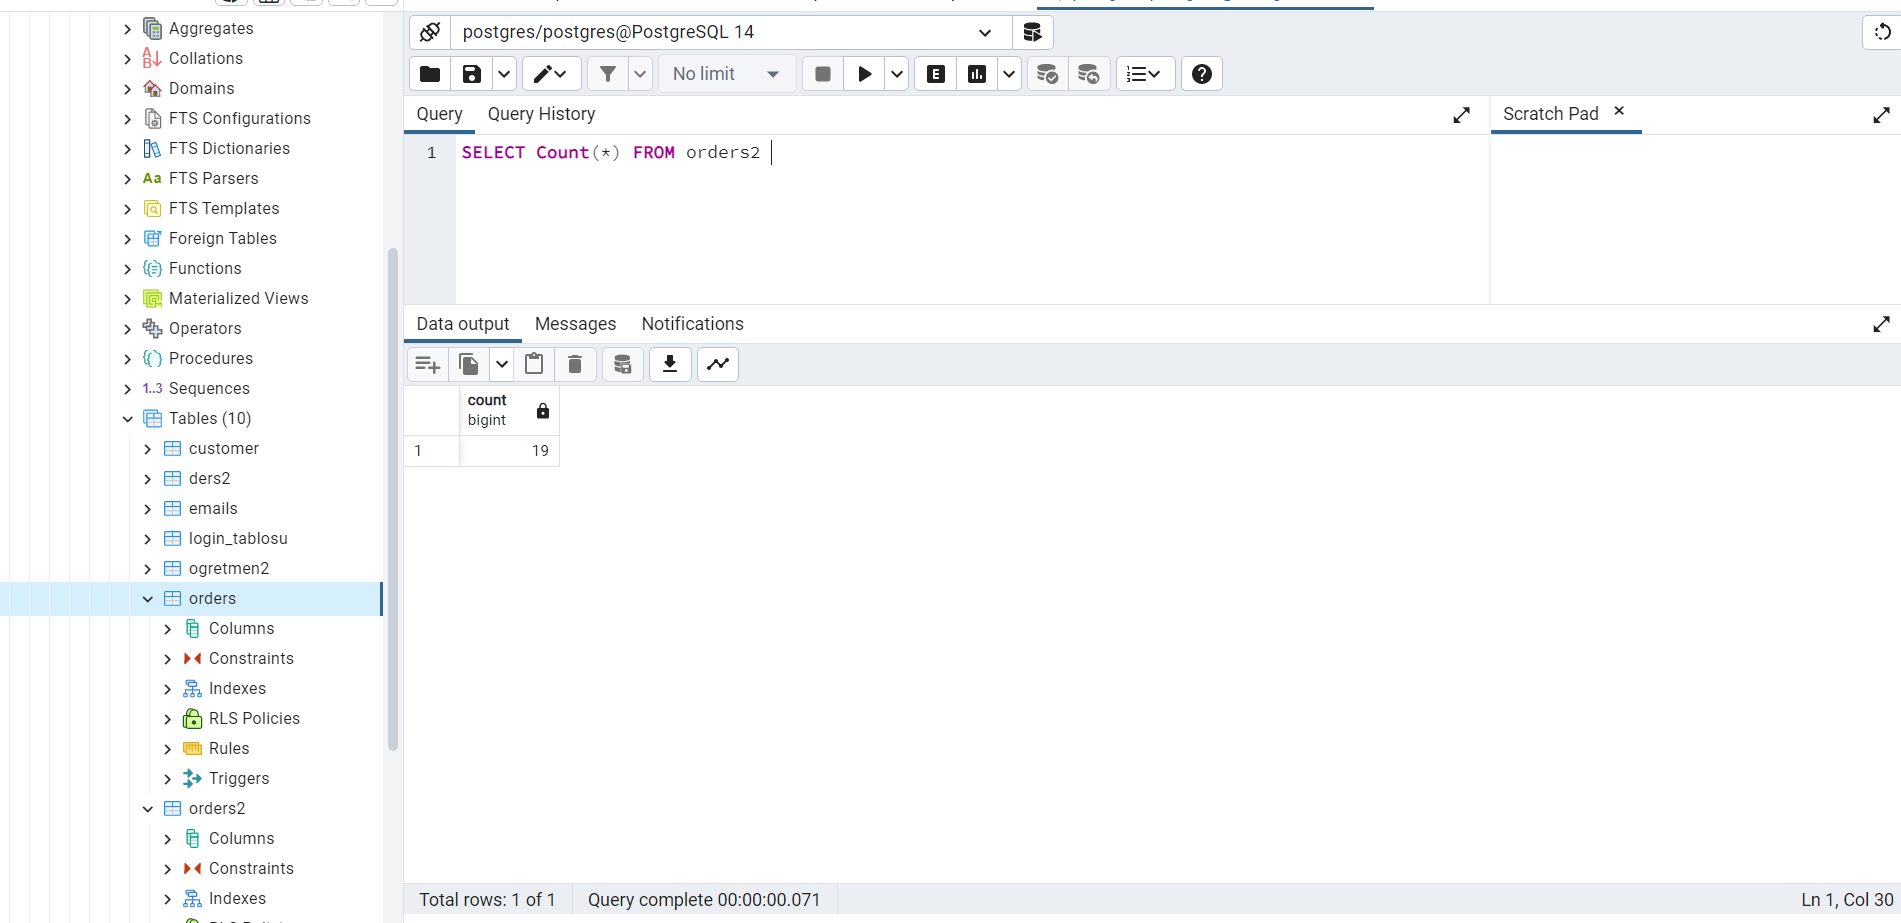 Aggregates
Collations
Domains
FTS Configurations
FTS Dictionaries
Aa FTS Parsers
FTS Templates
Foreign Tables
Functions
Materialized Views
Operators
Procedures
1..3 Sequences
Tables (10)
customer
ders2
emails
login_tablosu
ogretmen2
orders
Columns
Constraints
Indexes
RLS Policies
Rules
Triggers
orders2
Columns
Constraints
Indexes
postgres/postgres@PostgreSQL 14
No limit
E
Query Query History
Scratch Pad
1 SELECT Count(*) FROM orders2
Data output Messages Notifications
count
bigint
1 19
Total rows: 1 of 1 Query complete 00:00:00.071 Ln 1, Col 30